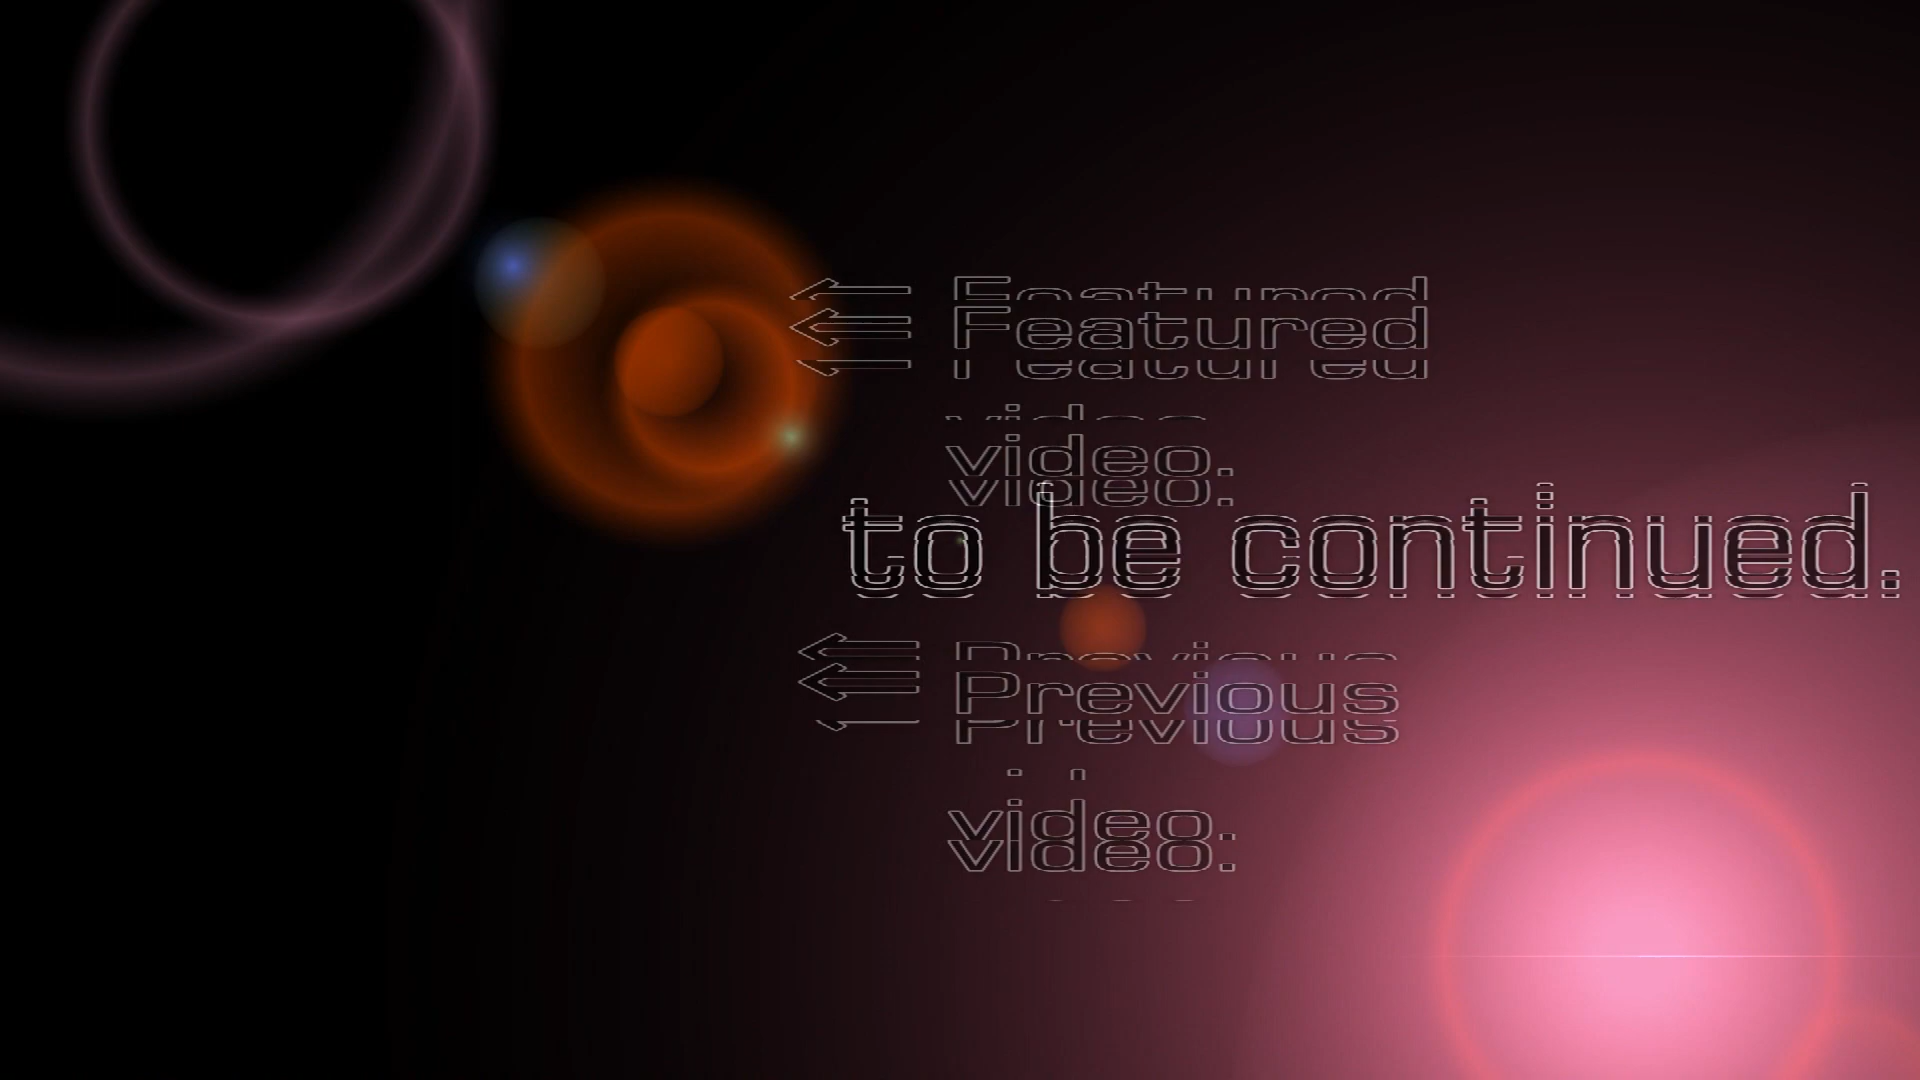 ← Featured
video.
to be continued.
← Previous
video.